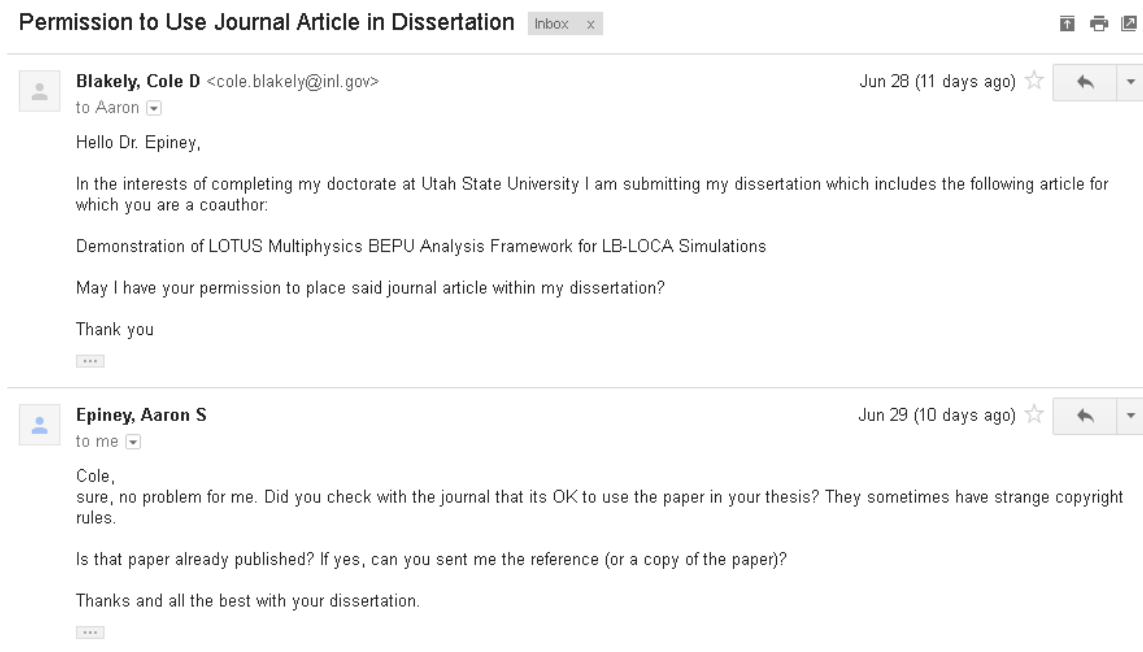 Permission to Use Journal Article in Dissertation Inbox x
Blakely, Cole D <cole.blakely@inl.gov> Jun 28 (11 days ago)
to Aaron
Hello Dr. Epiney,
In the interests of completing my doctorate at Utah State University I am submitting my dissertation which includes the following article for
which you are a coauthor:
Demonstration of LOTUS Multiphysics BEPU Analysis Framework for LB-LOCA Simulations
May I have your permission to place said journal article within my dissertation?
Thank you
...
Epiney, Aaron S Jun 29 (10 days ago)
to me
Cole,
sure, no problem for me. Did you check with the journal that its OK to use the paper in your thesis? They sometimes have strange copyright
rules.
Is that paper already published? If yes, can you sent me the reference (or a copy of the paper)?
Thanks and all the best with your dissertation.
...